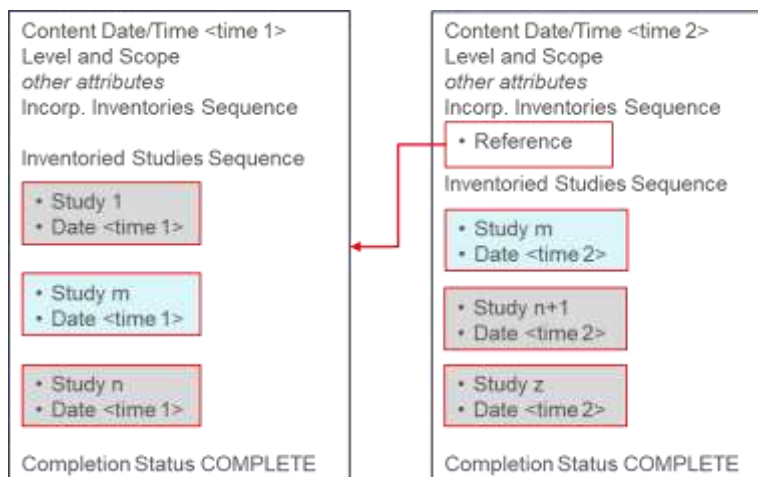 Content Date/Time <time 1>
Level and Scope
other attributes
Incorp. Inventories Sequence
Inventoried Studies Sequence
• Study 1
• Date <time 1>
• Study m
• Date <time 1>
• Study n
• Date <time 1>
Completion Status COMPLETE
Content Date/Time <time 2>
Level and Scope
other attributes
Incorp. Inventories Sequence
• Reference
Inventoried Studies Sequence
• Study m
• Date <time 2>
• Study n+1
• Date <time 2>
• Study z
• Date <time 2>
Completion Status COMPLETE